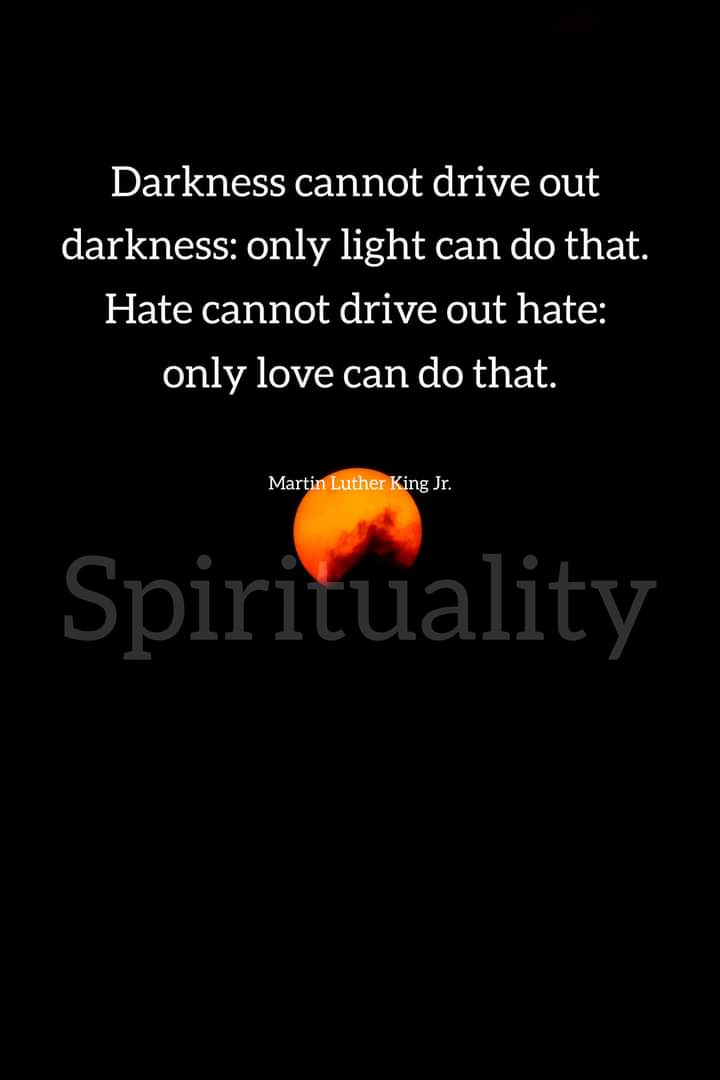 Darkness cannot drive out
darkness: only light can do that.
Hate cannot drive out hate:
only love can do that.
Martin Luther King Jr.
Spirituality